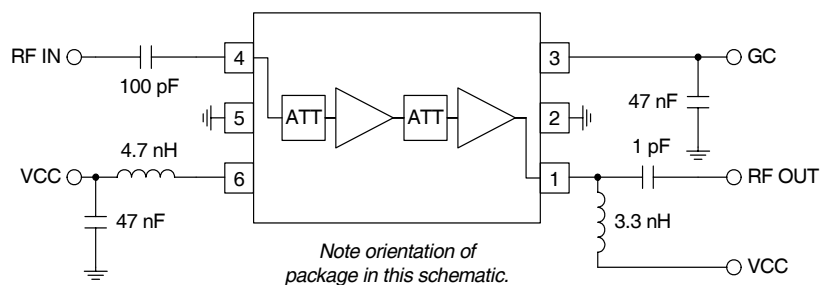 RF IN
100 pF
4
3
GC
47 nF
5
ATT
ATT
2
4.7 nH
1 pF
VCC
6
1
RF OUT
47 nF
3.3 nH
Note orientation of
package in this schematic.
VCC